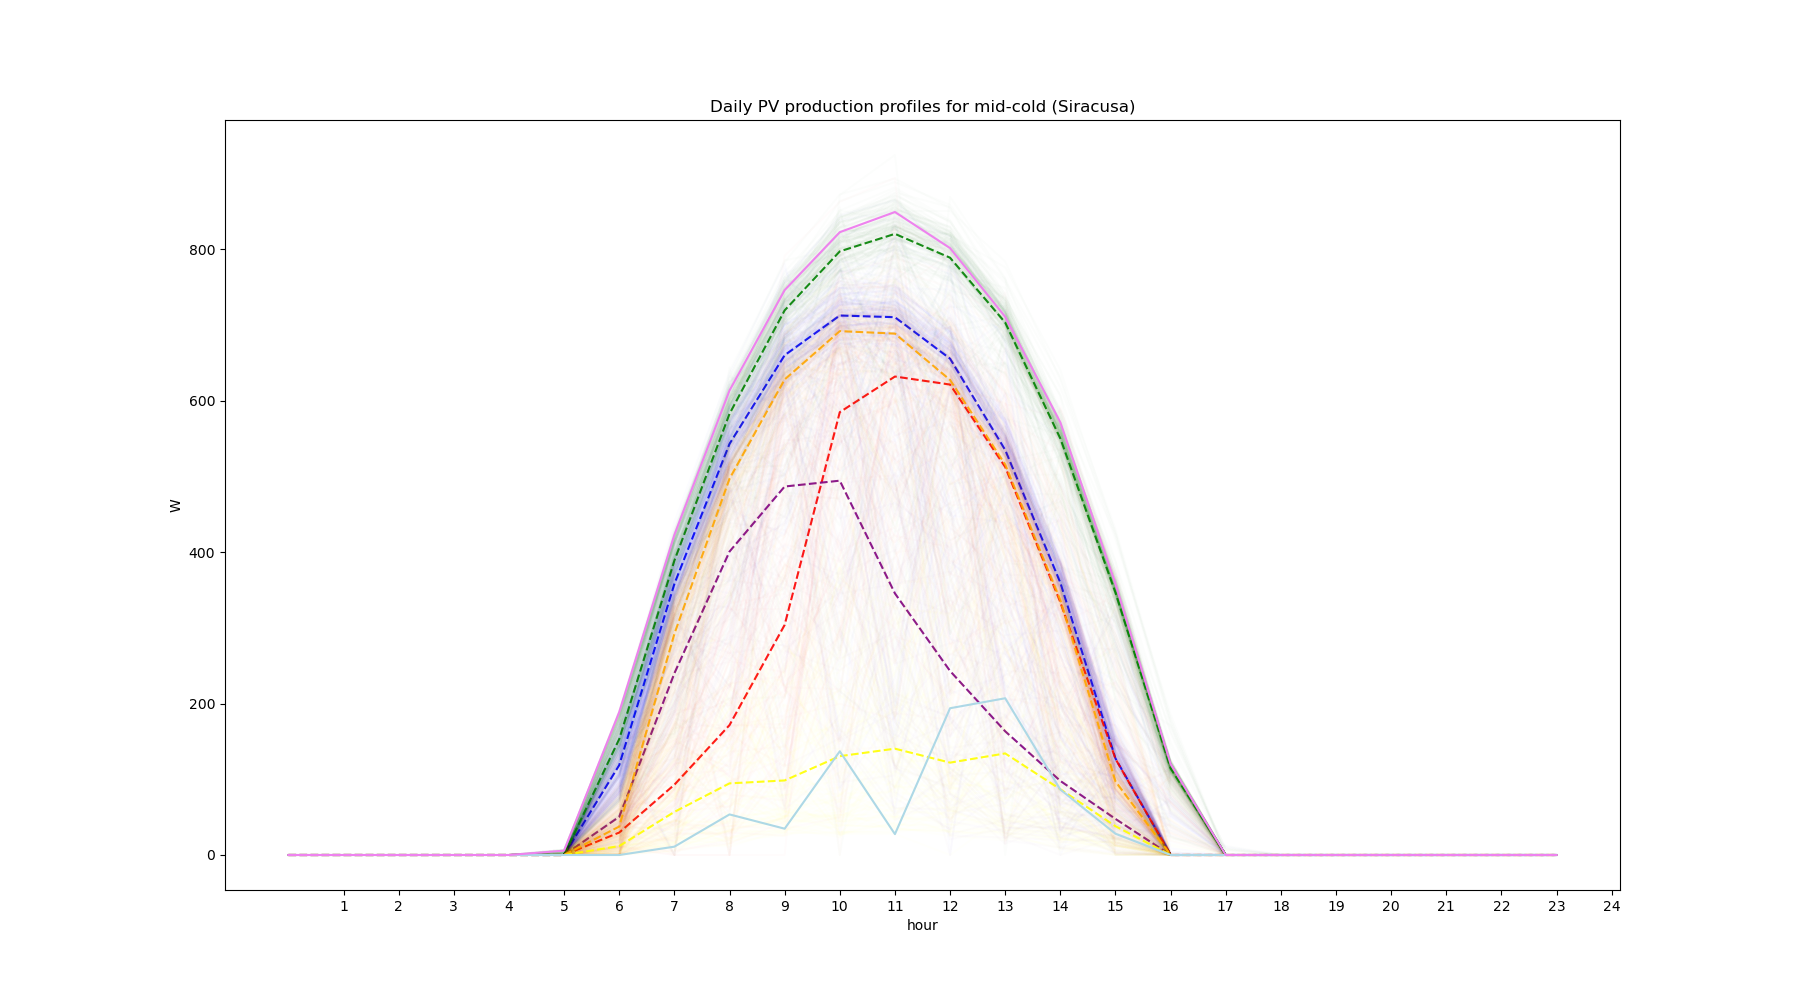 Daily PV production profiles for mid-cold (Siracusa)
800
600
400
200
0
W
1 2 3 4 5 6 7 8 9 10 11 12 13 14 15 16 17 18 19 20 21 22 23 24
hour